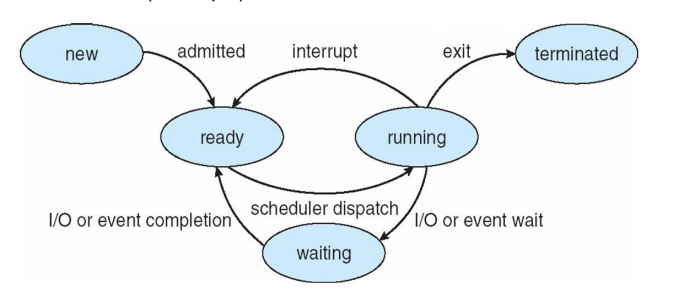 new
admitted
interrupt
exit
terminated
ready
running
scheduler dispatch
I/O or event completion
I/O or event wait
waiting